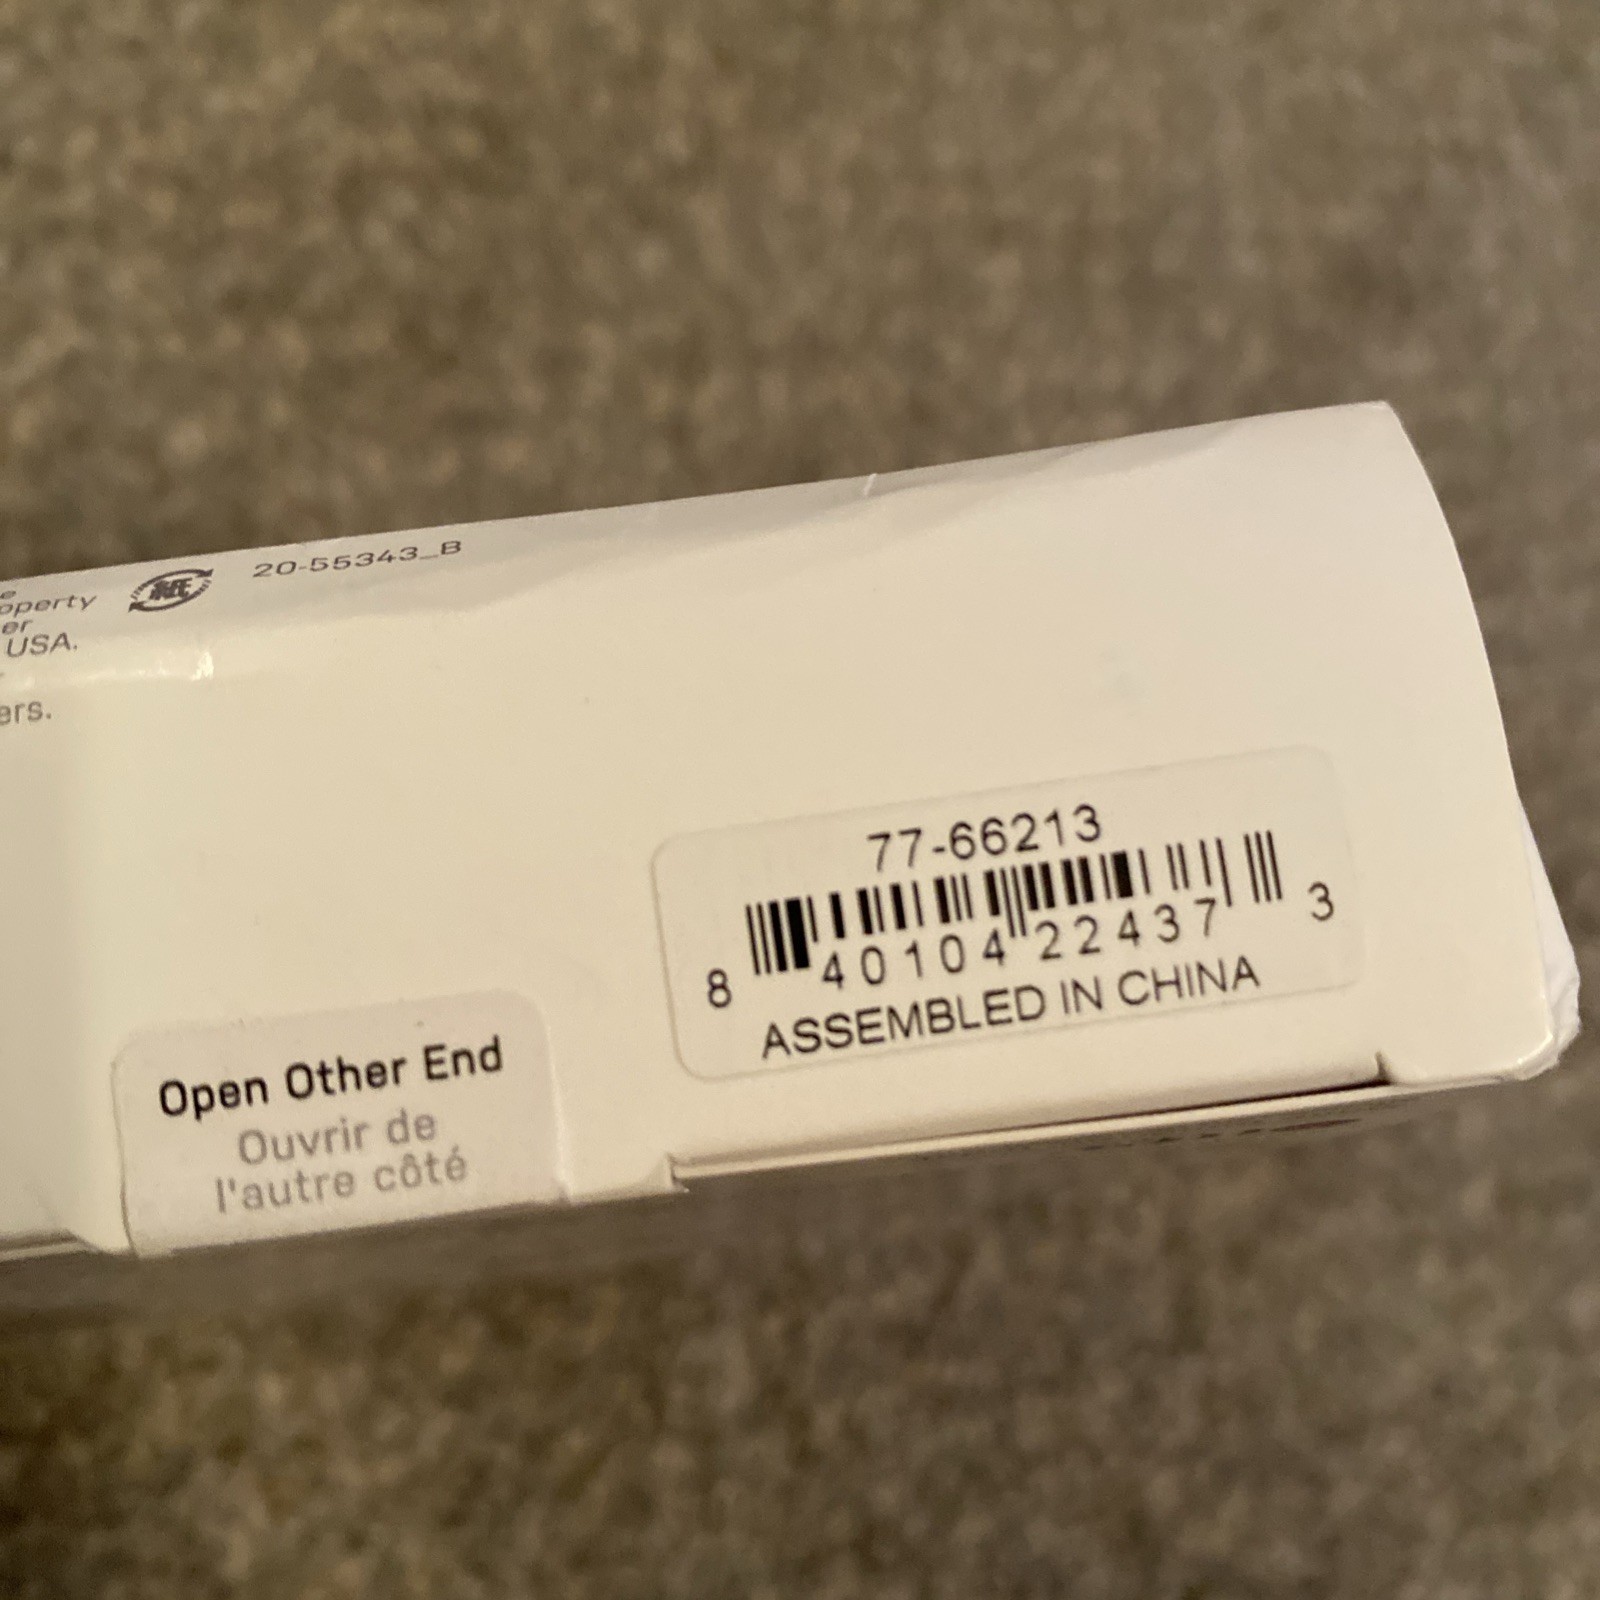 operty
er
USA.
ers.
紙
20-55343_B
77-66213
8 40104 22437 3
ASSEMBLED IN CHINA
Open Other End
Ouvrir de
l'autre côté